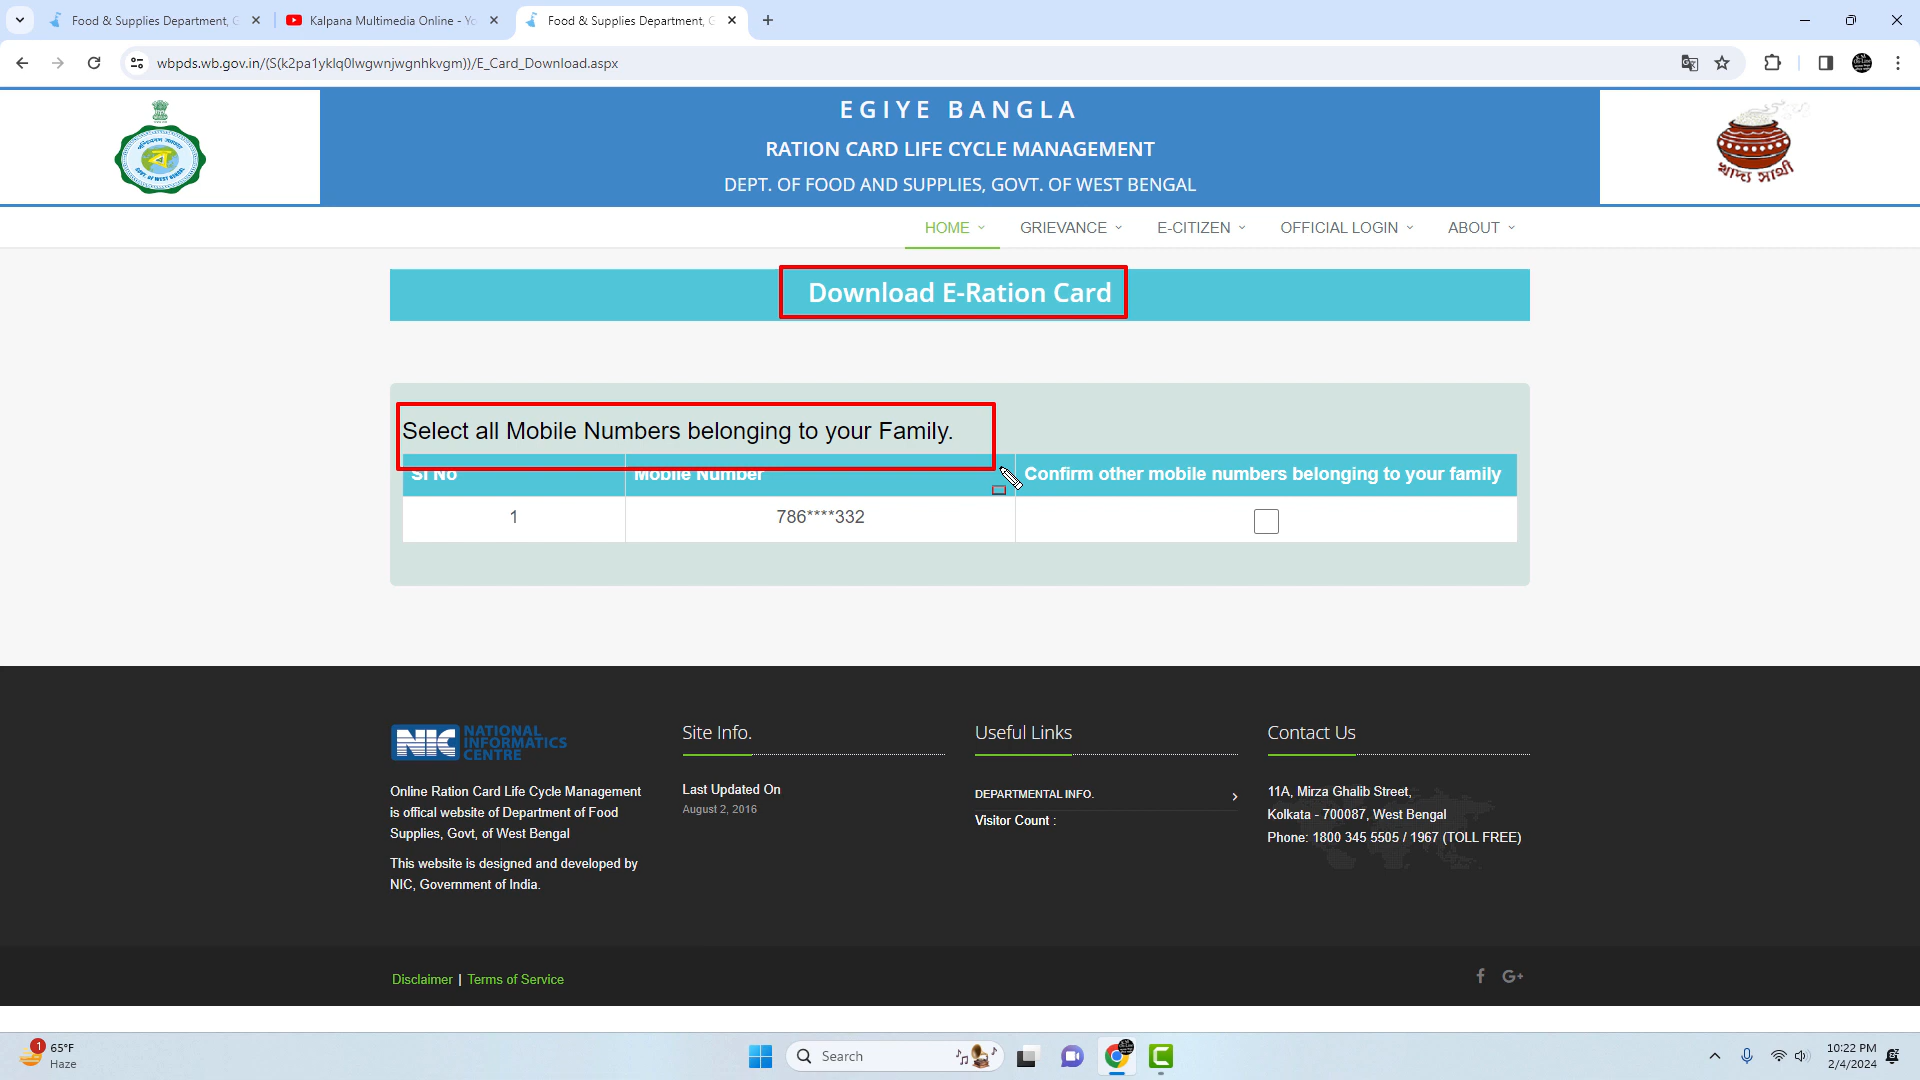 Food & Supplies Department, G
Kalpana Multimedia Online - Yo
Food & Supplies Department, G
wbpds.wb.gov.in/(S(k2pa1yklq0lwgwnjwgnhkvgm))/E_Card_Download.aspx
EGIYE BANGLA
RATION CARD LIFE CYCLE MANAGEMENT
DEPT. OF FOOD AND SUPPLIES, GOVT. OF WEST BENGAL
খাদ্য সাথী
HOME GRIEVANCE E-CITIZEN OFFICIAL LOGIN ABOUT
Download E-Ration Card
Select all Mobile Numbers belonging to your Family.
Sl No Mobile Number Confirm other mobile numbers belonging to your family
1 786****332
NIC NATIONAL INFORMATICS CENTRE
Online Ration Card Life Cycle Management
is offical website of Department of Food
Supplies, Govt, of West Bengal
This website is designed and developed by
NIC, Government of India.
Site Info.
Last Updated On
August 2, 2016
Useful Links
DEPARTMENTAL INFO.
Visitor Count :
Contact Us
11A, Mirza Ghalib Street,
Kolkata - 700087, West Bengal
Phone: 1800 345 5505 / 1967 (TOLL FREE)
Disclaimer | Terms of Service
1
65°F
Haze
Search
10:22 PM
2/4/2024